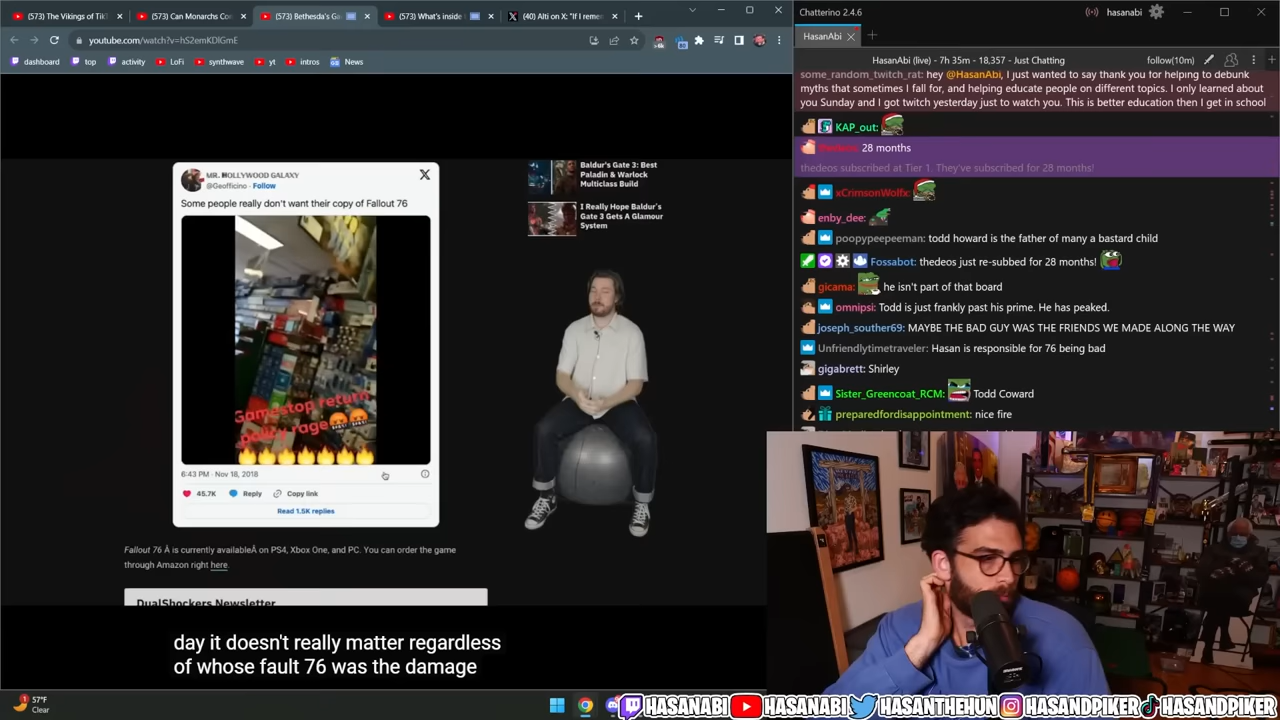 (573) The Vikings of TikT
(573) Can Monarchs Co
(573) Bethesda's Ga
(573) What's inside
(40) Alti on X: "If I reme
youtube.com/watch?v=hS2emKDlGmE
dashboard
top
activity
LoFi
synthwave
yt
intros
News
MR. HOLLYWOOD GALAXY
@Geofficino · Follow
Some people really don't want their copy of Fallout 76
Gamestop return
policy rage
6:43 PM · Nov 18, 2018
45.7K
Reply
Copy link
Read 1.5K replies
Baldur's Gate 3: Best
Paladin & Warlock
Multiclass Build
I Really Hope Baldur's
Gate 3 Gets A Glamour
System
Fallout 76 Â is currently availableÂ on PS4, Xbox One, and PC. You can order the game
through Amazon right here.
DualShockers Newsletter
day it doesn't really matter regardless
of whose fault 76 was the damage
57°F
Clear
Chatterino 2.4.6
hasanabi
HasanAbi
HasanAbi (live) - 7h 35m - 18,357 - Just Chatting
follow(10m)
some_random_twitch_rat: hey @HasanAbi, I just wanted to say thank you for helping to debunk
myths that sometimes I fall for, and helping educate people on different topics. I only learned about
you Sunday and I got twitch yesterday just to watch you. This is better education then I get in school
KAP_out:
thedeos: 28 months
thedeos subscribed at Tier 1. They've subscribed for 28 months!
xCrimsonWolfx:
enby_dee:
poopypeepeeman: todd howard is the father of many a bastard child
Fossabot: thedeos just re-subbed for 28 months!
gicama: he isn't part of that board
omnipsi: Todd is just frankly past his prime. He has peaked.
joseph_souther69: MAYBE THE BAD GUY WAS THE FRIENDS WE MADE ALONG THE WAY
Unfriendlytimetraveler: Hasan is responsible for 76 being bad
gigabrett: Shirley
Sister_Greencoat_RCM: Todd Coward
preparedfordisappointment: nice fire
HASANABI
HASANABI
HASANTHEHUN
HASANDPIKER
HASANDPIKER